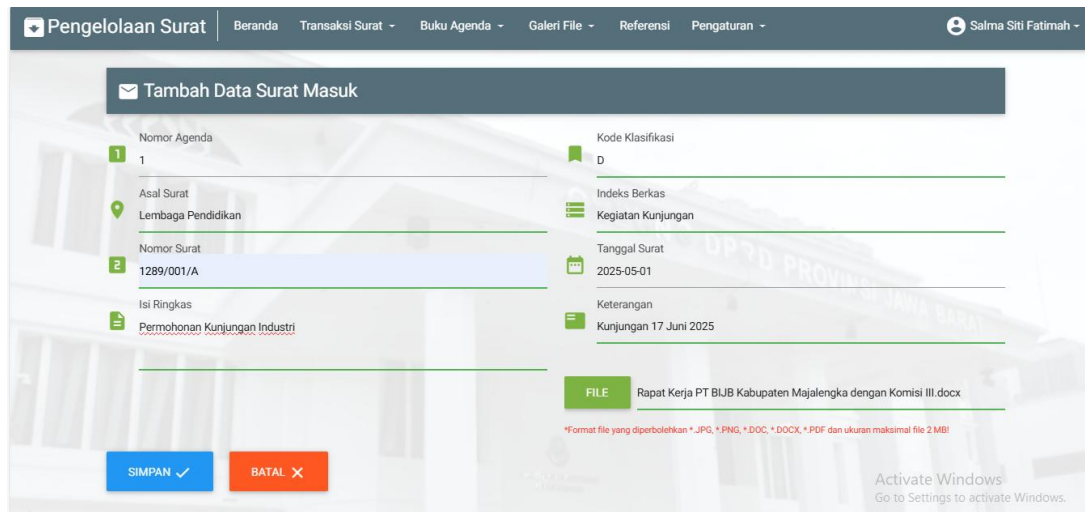 Pengelolaan Surat Beranda Transaksi Surat Buku Agenda Galeri File Referensi Pengaturan Salma Siti Fatimah
Tambah Data Surat Masuk
Nomor Agenda
1
Kode Klasifikasi
D
Asal Surat
Lembaga Pendidikan
Indeks Berkas
Kegiatan Kunjungan
Nomor Surat
1289/001/A
Tanggal Surat
2025-05-01
Isi Ringkas
Permohonan Kunjungan Industri
Keterangan
Kunjungan 17 Juni 2025
FILE Rapat Kerja PT BIJB Kabupaten Majalengka dengan Komisi III.docx
*Format file yang diperbolehkan *.JPG, *.PNG, *.DOC, *.DOCX, *.PDF dan ukuran maksimal file 2 MB!
SIMPAN BATAL
Activate Windows
Go to Settings to activate Windows.
PROVINSI JAWA BARAT